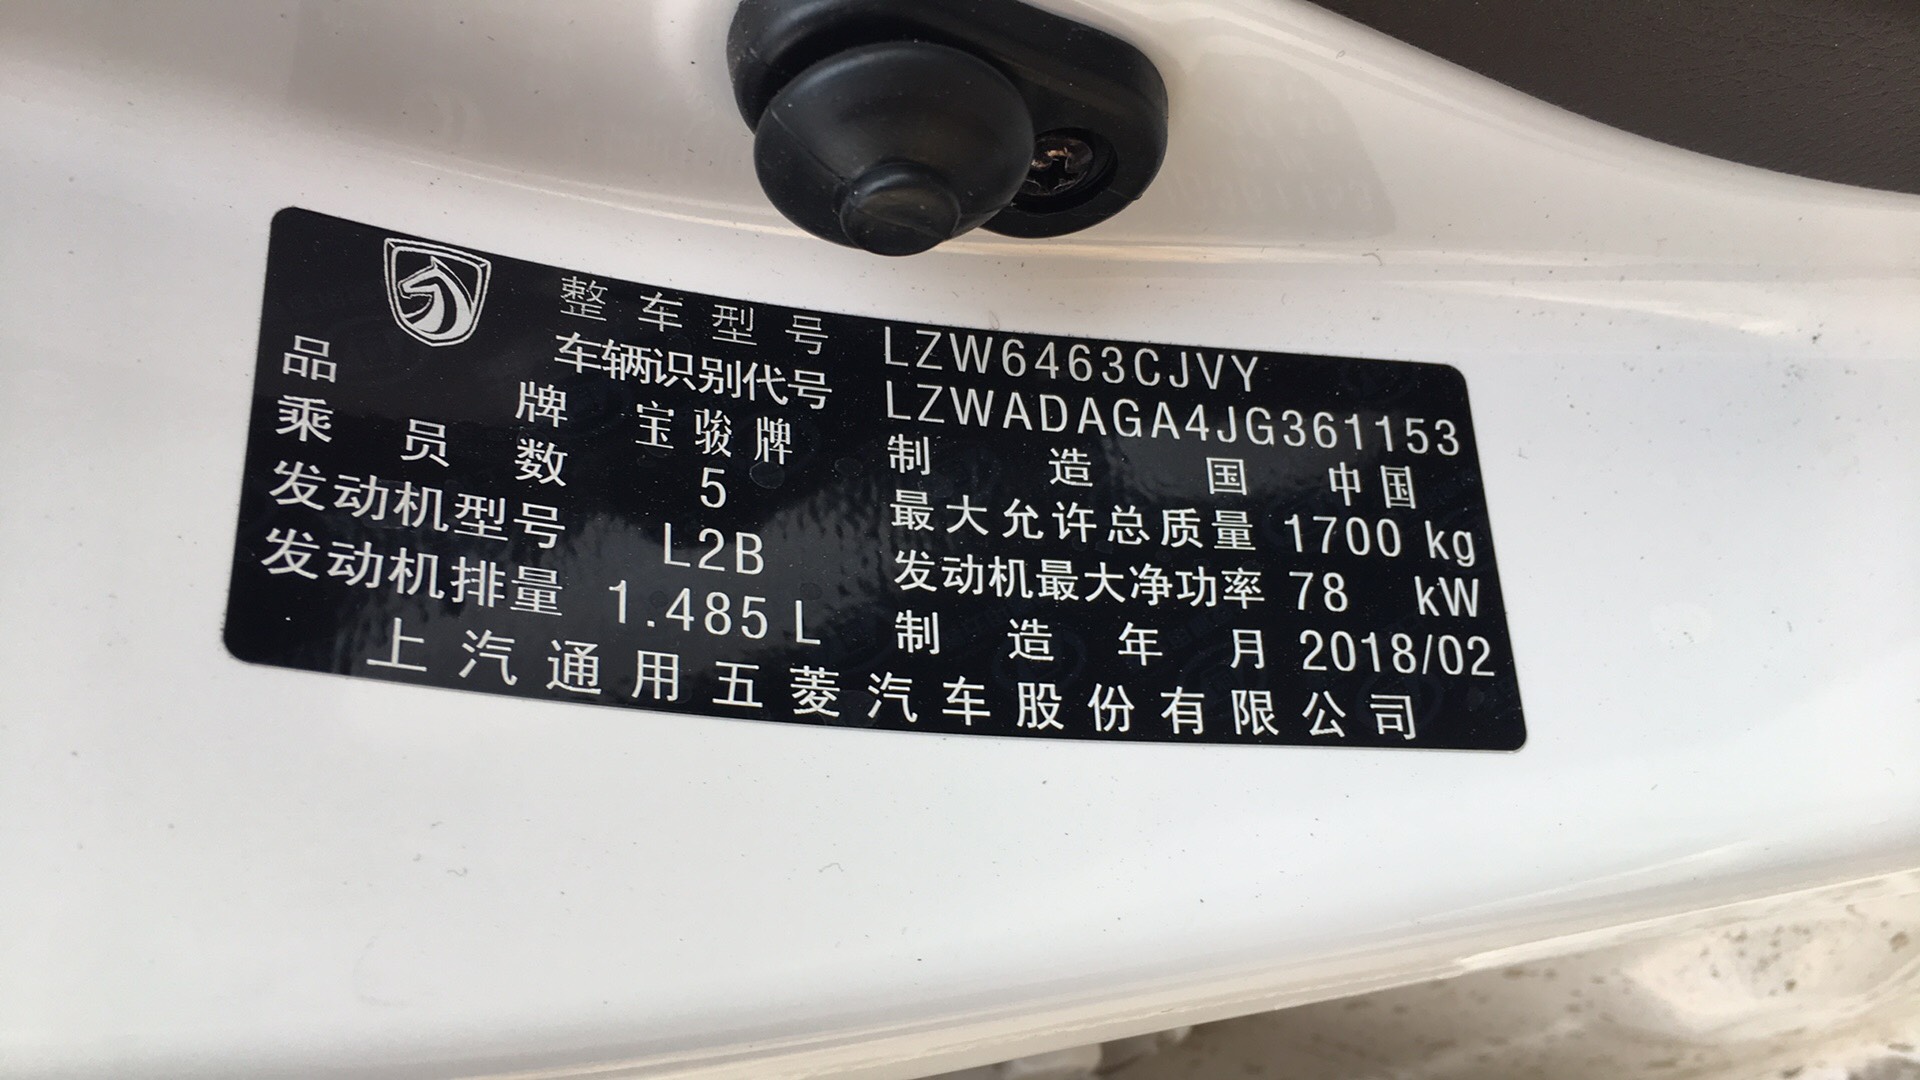 整车型号 LZW6463CJVY
车辆识别代号 LZWADAGA4JG361153
品牌 宝骏牌 制造国 中国
乘员数 5 最大允许总质量 1700 kg
发动机型号 L2B 发动机最大净功率 78 kW
发动机排量 1.485 L 制造年月 2018/02
上汽通用五菱汽车股份有限公司